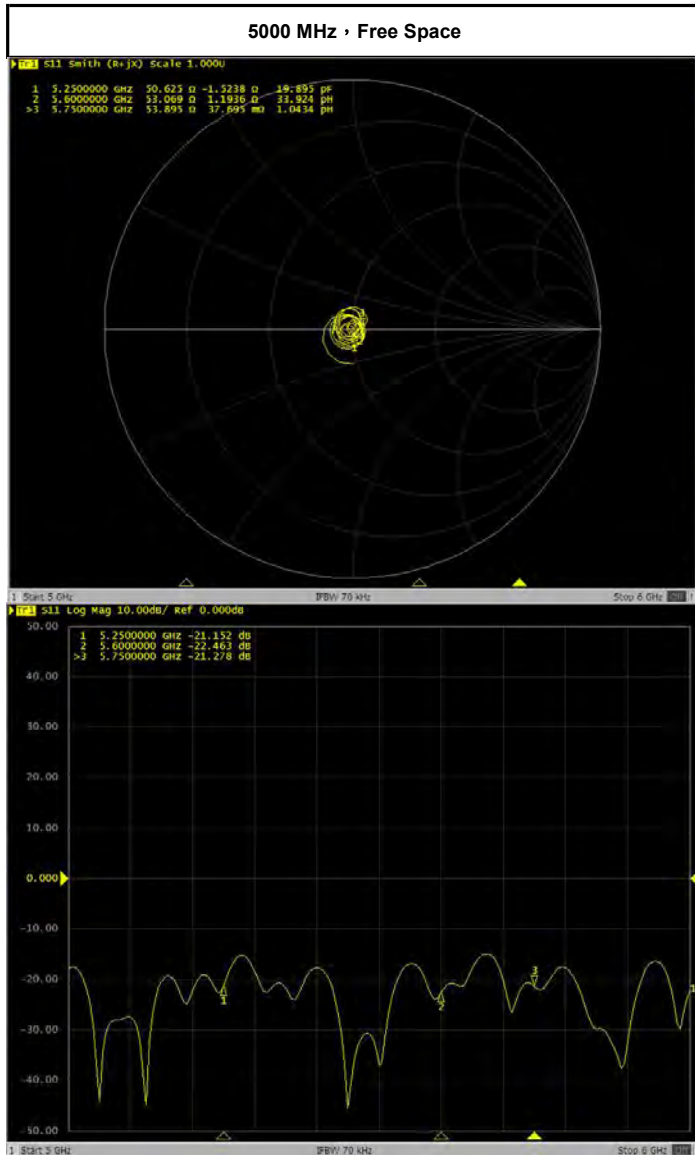 5000 MHz，Free Space
Tr1 S11 Smith (R+jX) Scale 1.000U
1 5.2500000 GHz 50.625 Ω -1.5238 Ω 19.895 pF
2 5.6000000 GHz 53.069 Ω 1.1936 Ω 33.924 pH
>3 5.7500000 GHz 53.895 Ω 37.695 mΩ 1.0434 pH
1
1 Start 5 GHz IFBW 70 kHz Stop 6 GHz Off !
Tr1 S11 Log Mag 10.00dB/ Ref 0.000dB
50.00
1 5.2500000 GHz -21.152 dB
2 5.6000000 GHz -22.463 dB
>3 5.7500000 GHz -21.278 dB
40.00
30.00
20.00
10.00
0.000
-10.00
3
-20.00
1
1
2
-30.00
-40.00
-50.00
1 Start 5 GHz IFBW 70 kHz Stop 6 GHz Off